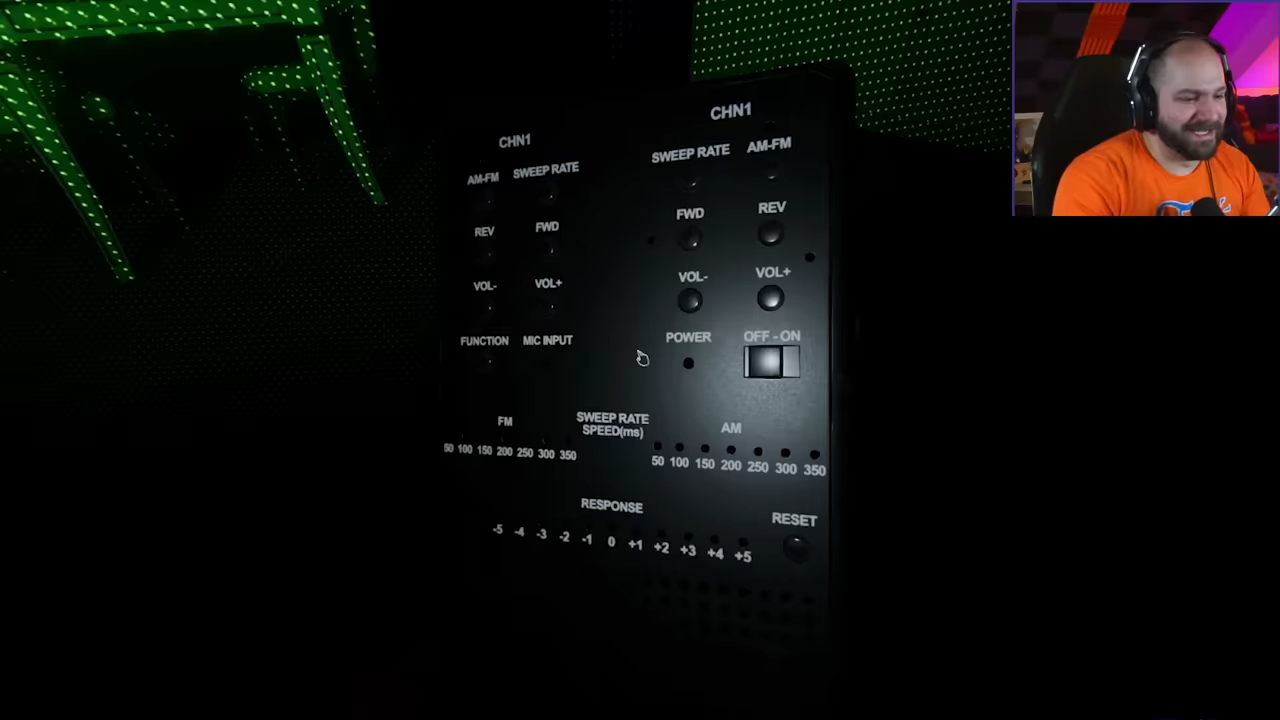 CHN1
CHN1
AM-FM SWEEP RATE
SWEEP RATE AM-FM
REV FWD
FWD REV
VOL- VOL+
VOL- VOL+
FUNCTION MIC INPUT
POWER OFF - ON
FM
SWEEP RATE
SPEED(ms)
AM
50 100 150 200 250 300 350
50 100 150 200 250 300 350
RESPONSE
RESET
-5 -4 -3 -2 -1 0 +1 +2 +3 +4 +5